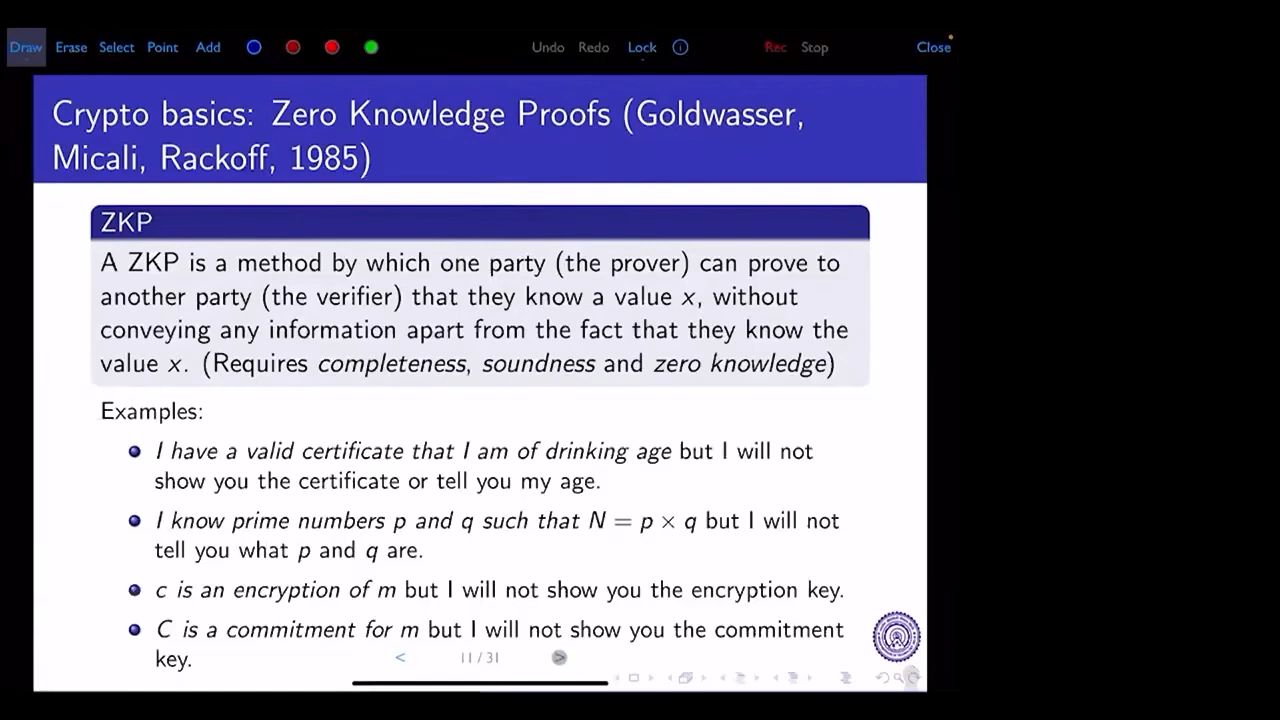 Draw Erase Select Point Add Undo Redo Lock Rec Stop Close
Crypto basics: Zero Knowledge Proofs (Goldwasser,
Micali, Rackoff, 1985)
ZKP
A ZKP is a method by which one party (the prover) can prove to
another party (the verifier) that they know a value x, without
conveying any information apart from the fact that they know the
value x. (Requires completeness, soundness and zero knowledge)
Examples:
I have a valid certificate that I am of drinking age but I will not
show you the certificate or tell you my age.
I know prime numbers p and q such that N = p × q but I will not
tell you what p and q are.
c is an encryption of m but I will not show you the encryption key.
C is a commitment for m but I will not show you the commitment
key.
< 11 / 31 >